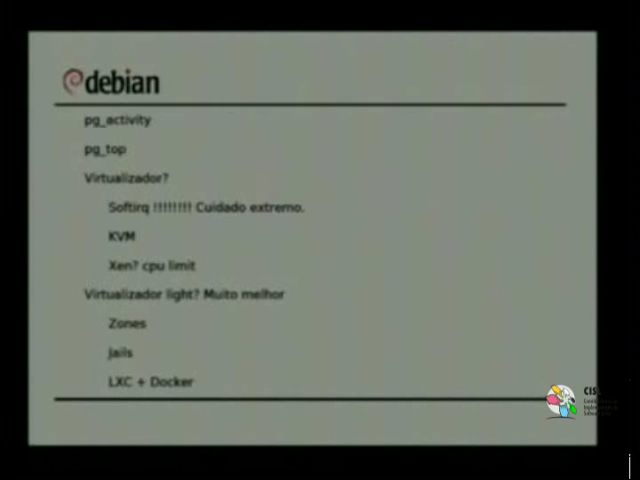 debian
pg_activity
pg_top
Virtualizador?
Softirq !!!!!!!! Cuidado extremo.
KVM
Xen? cpu limit
Virtualizador light? Muito melhor
Zones
Jails
LXC + Docker
CIS